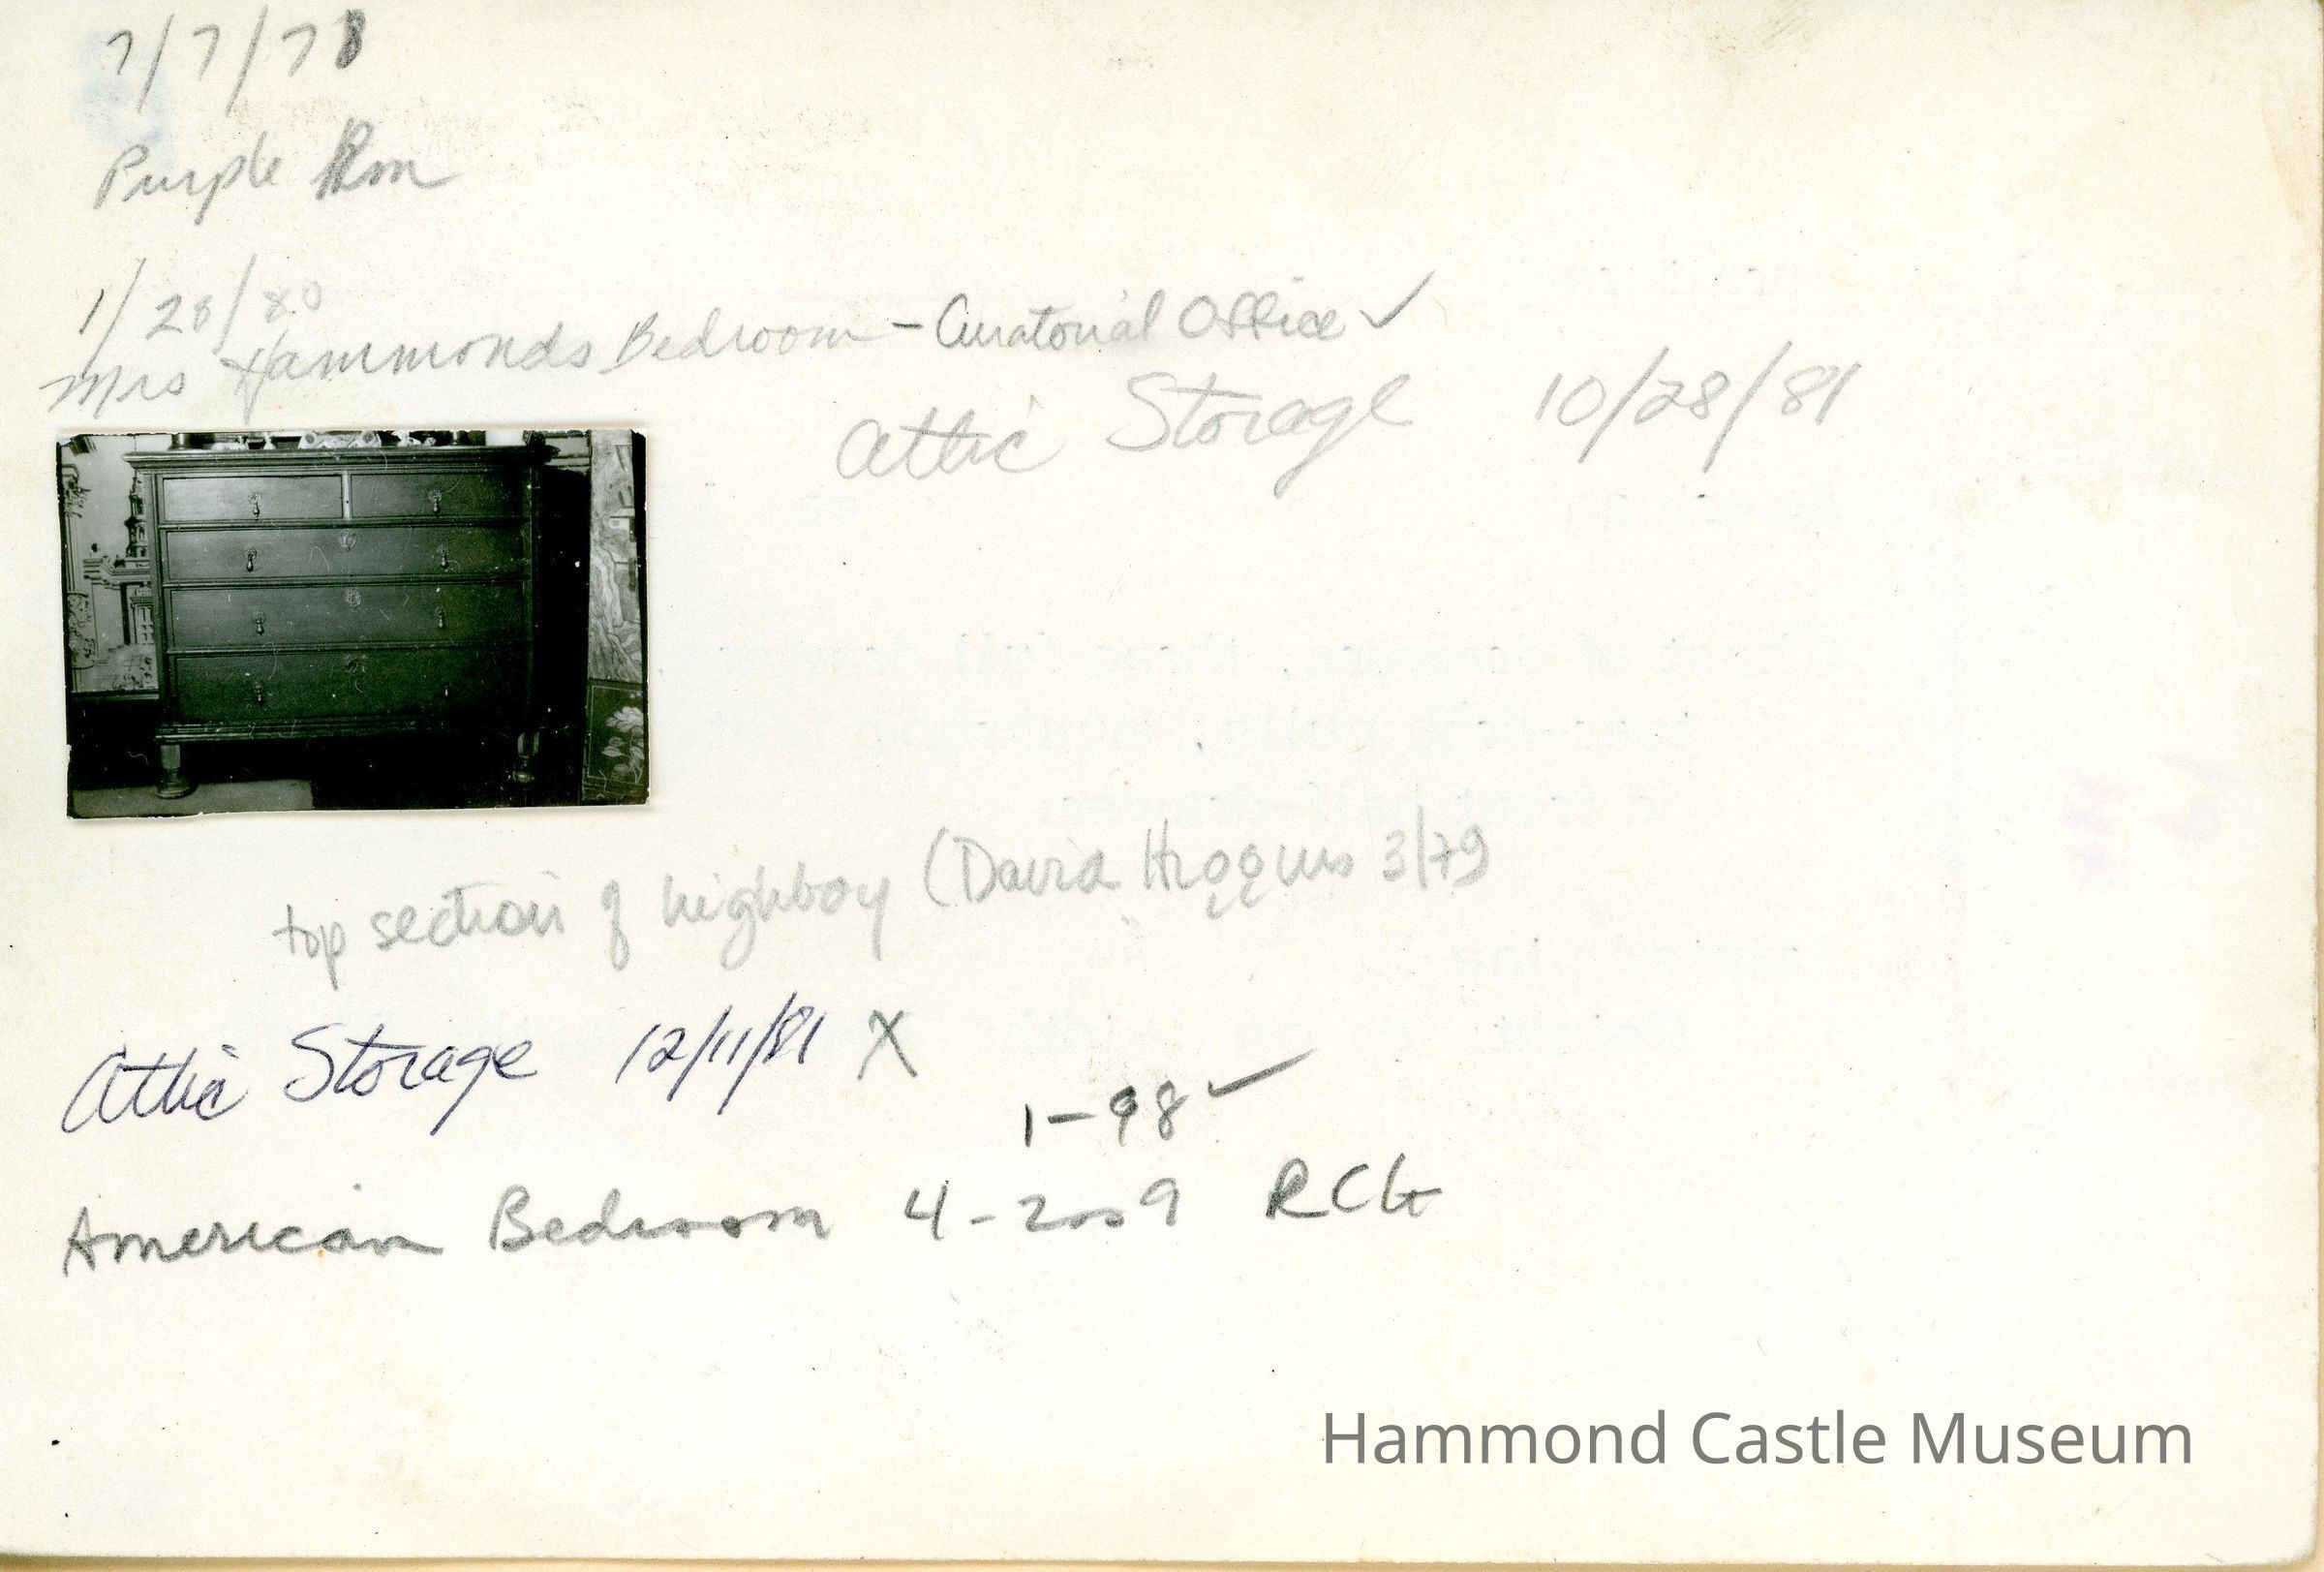 7/7/78
Purple Rm
1/28/80
Mrs Hammonds Bedroom - Curatorial Office ✓
Attic Storage 10/28/81
top section of highboy (David Higgins 3/79
Attic Storage 12/11/81 X
1-98 ✓
American Bedroom 4-2009 RCG
Hammond Castle Museum